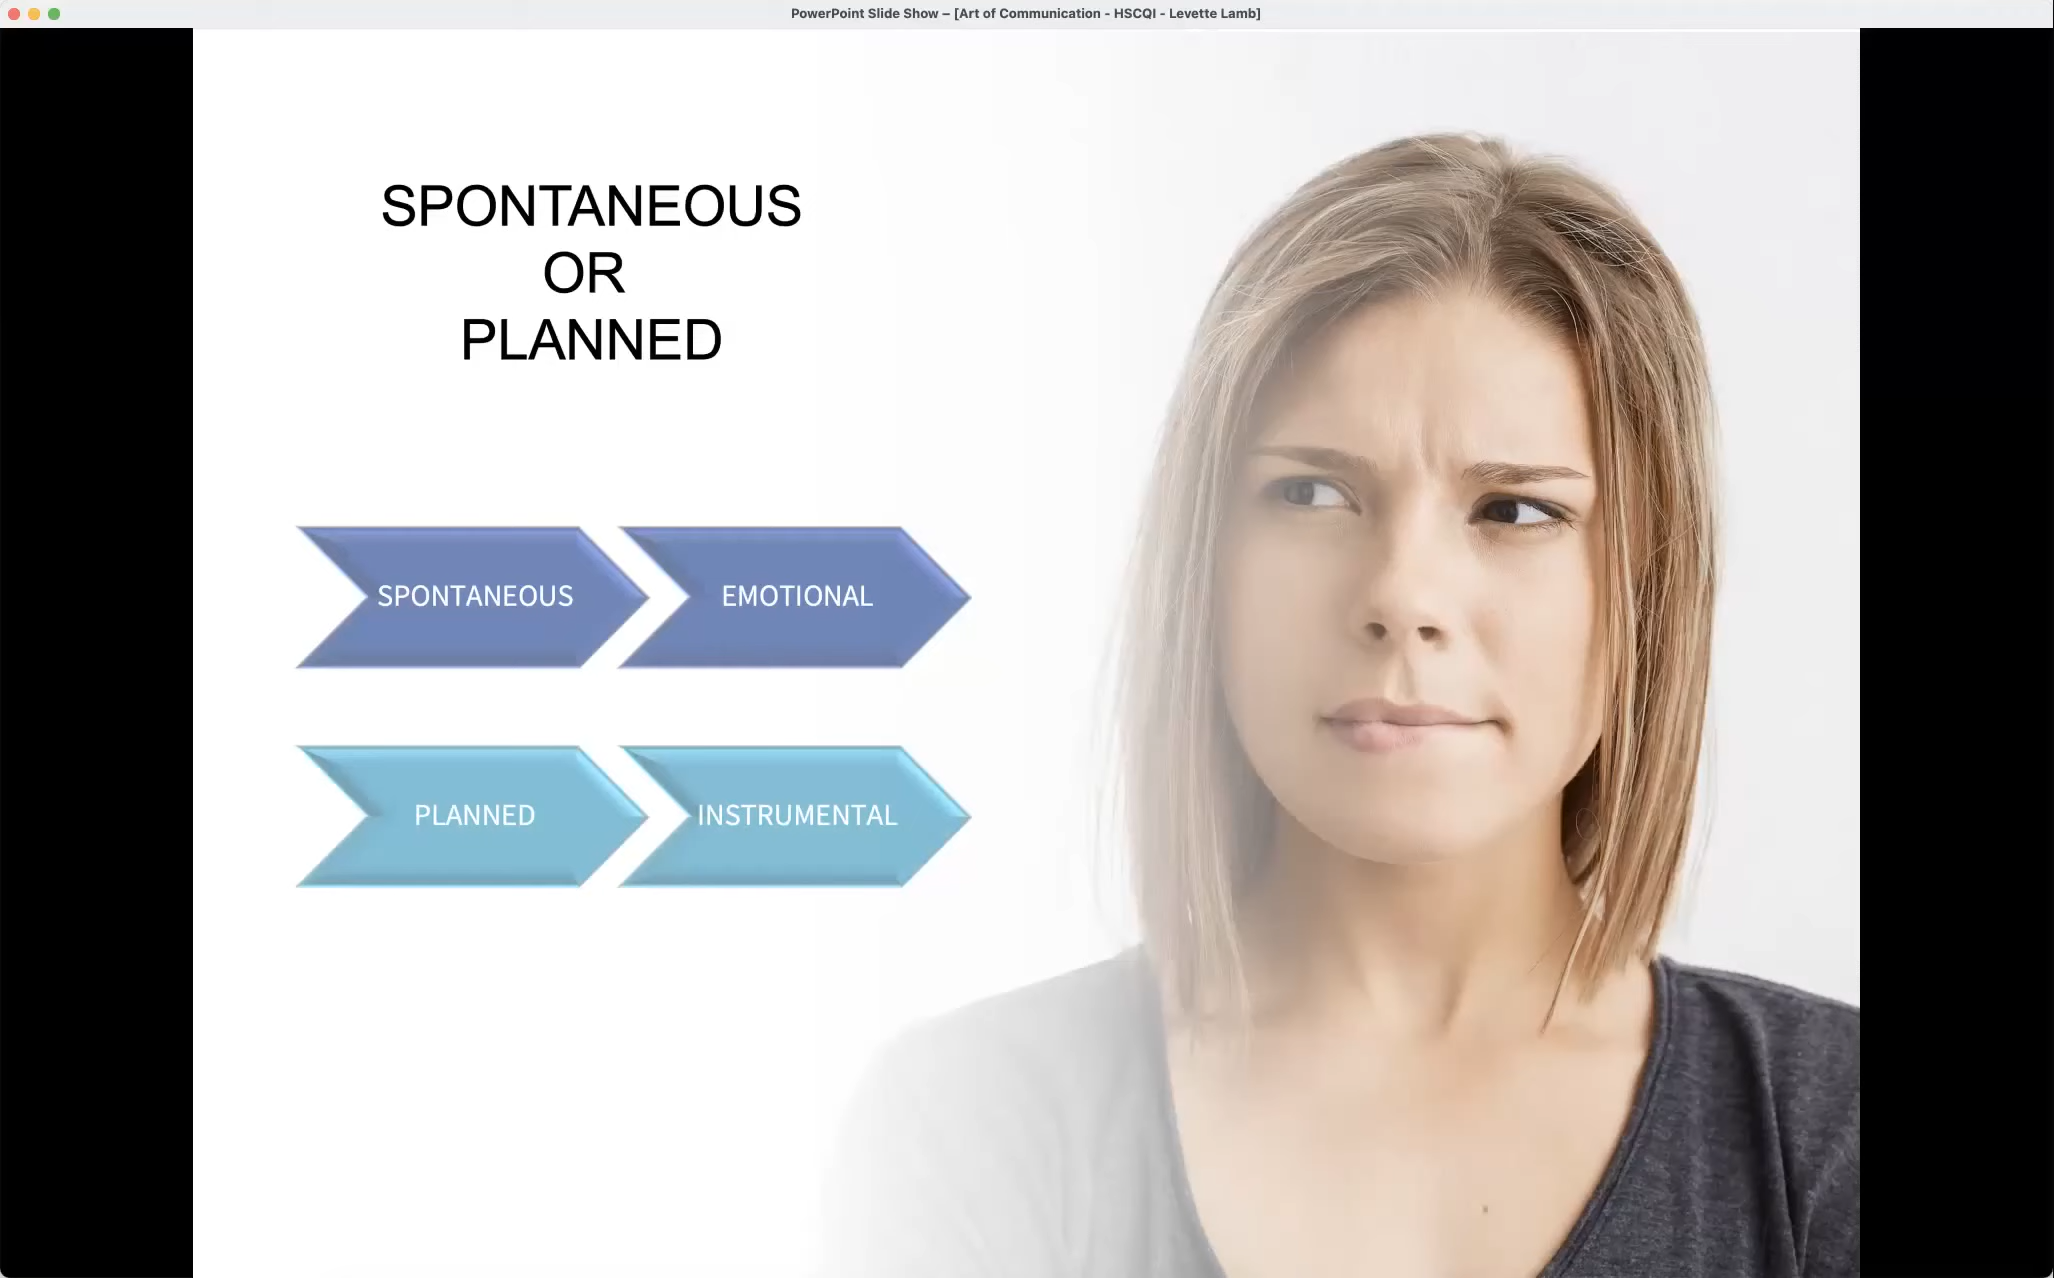 PowerPoint Slide Show – [Art of Communication - HSCQI - Levette Lamb]
SPONTANEOUS
OR
PLANNED
SPONTANEOUS
EMOTIONAL
PLANNED
INSTRUMENTAL